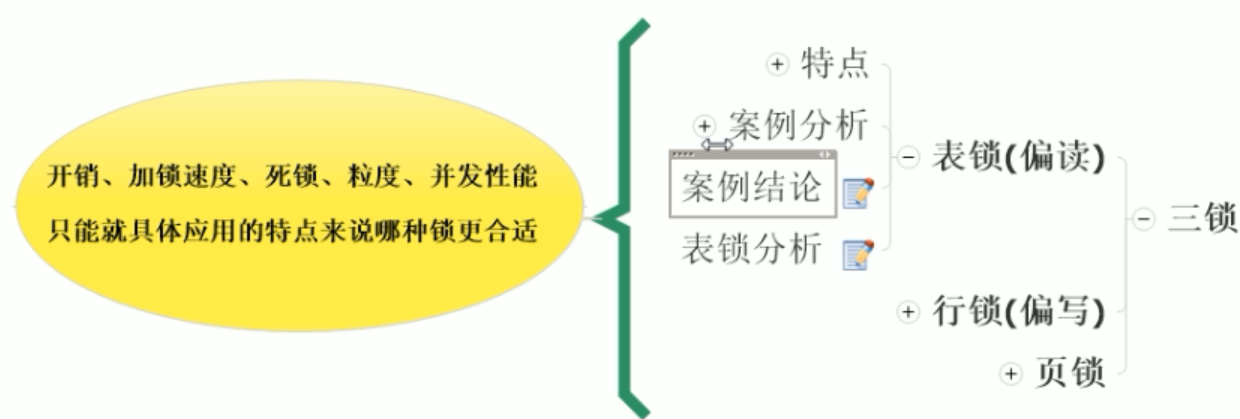 开销、加锁速度、死锁、粒度、并发性能
只能就具体应用的特点来说哪种锁更合适
特点
案例分析
案例结论
表锁分析
表锁(偏读)
行锁(偏写)
页锁
三锁